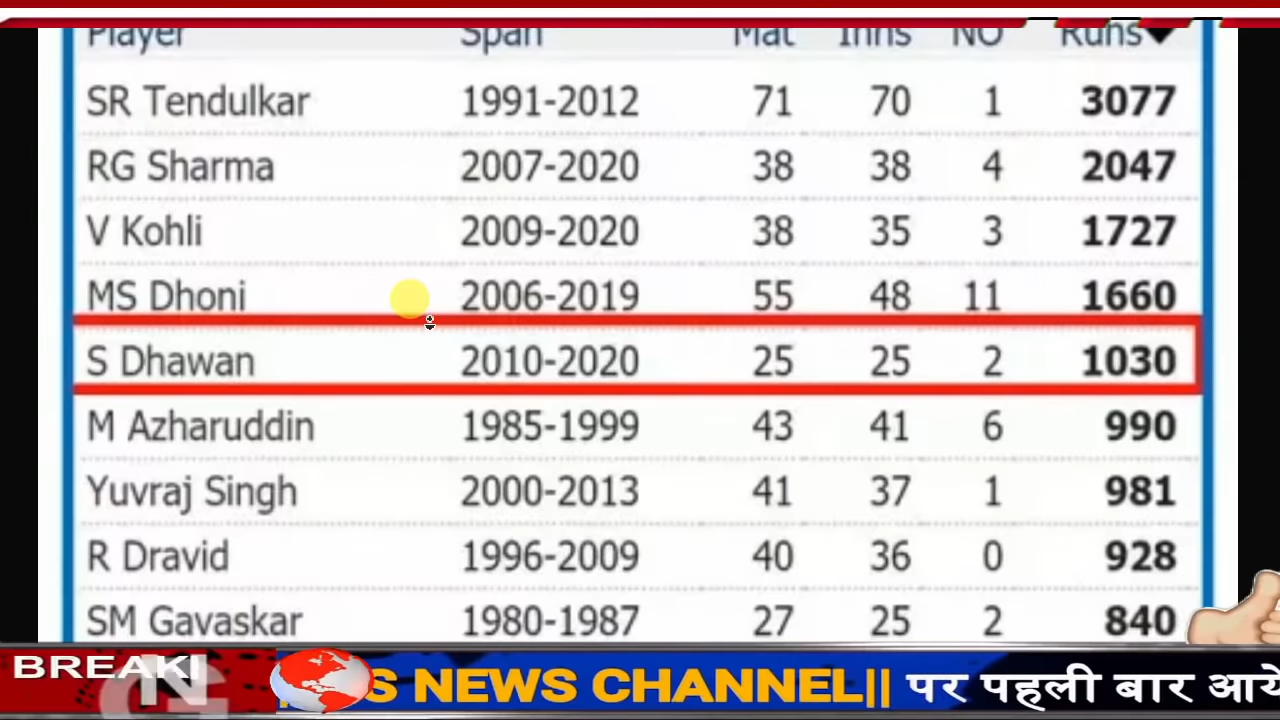 Player Span Mat Inns NO Runs
SR Tendulkar 1991-2012 71 70 1 3077
RG Sharma 2007-2020 38 38 4 2047
V Kohli 2009-2020 38 35 3 1727
MS Dhoni 2006-2019 55 48 11 1660
S Dhawan 2010-2020 25 25 2 1030
M Azharuddin 1985-1999 43 41 6 990
Yuvraj Singh 2000-2013 41 37 1 981
R Dravid 1996-2009 40 36 0 928
SM Gavaskar 1980-1987 27 25 2 840
BREAKI S NEWS CHANNEL|| पर पहली बार आये